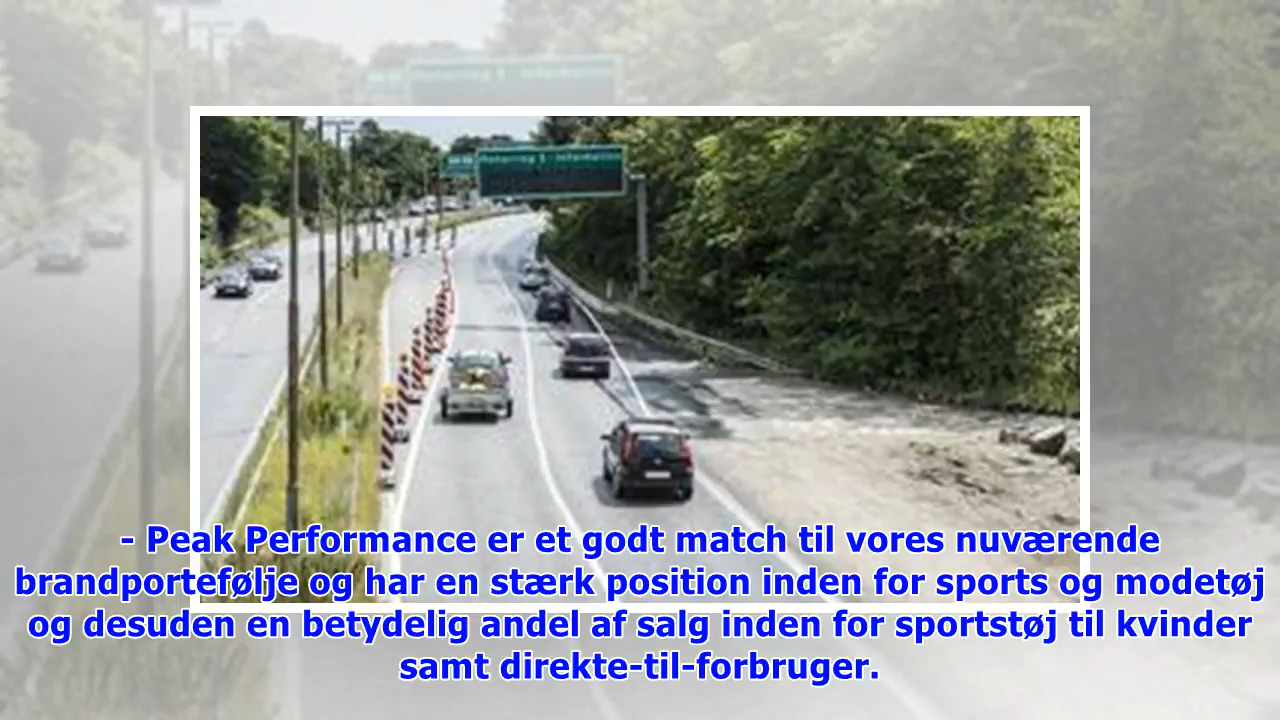 - Peak Performance er et godt match til vores nuværende
brandportefølje og har en stærk position inden for sports og modetøj
og desuden en betydelig andel af salg inden for sportstøj til kvinder
samt direkte-til-forbruger.